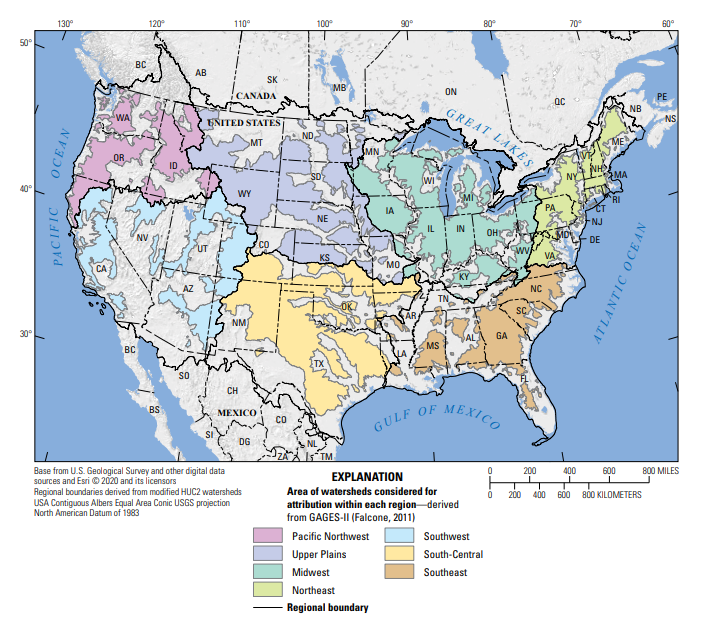 130°
120°
110°
100°
90°
80°
70°
60°
50°
40°
30°
BC
AB
SK
MB
ON
QC
NB
PE
NS
CANADA
UNITED STATES
GREAT LAKES
PACIFIC OCEAN
ATLANTIC OCEAN
GULF OF MEXICO
WA
OR
ID
MT
ND
MN
WI
MI
ME
VT
NH
NY
MA
RI
CT
NJ
PA
MD
DE
WV
VA
SD
WY
NE
IA
IL
IN
OH
NV
UT
CO
KS
MO
KY
CA
AZ
NM
OK
AR
TN
NC
SC
TX
LA
MS
AL
GA
FL
BC
SO
CH
BS
MEXICO
CO
SI
DG
NL
ZA
TM
Base from U.S. Geological Survey and other digital data
sources and Esri © 2020 and its licensors
Regional boundaries derived from modified HUC2 watersheds
USA Contiguous Albers Equal Area Conic USGS projection
North American Datum of 1983
0 200 400 600 800 MILES
0 200 400 600 800 KILOMETERS
EXPLANATION
Area of watersheds considered for
attribution within each region—derived
from GAGES-II (Falcone, 2011)
Pacific Northwest
Upper Plains
Midwest
Northeast
Southwest
South-Central
Southeast
Regional boundary